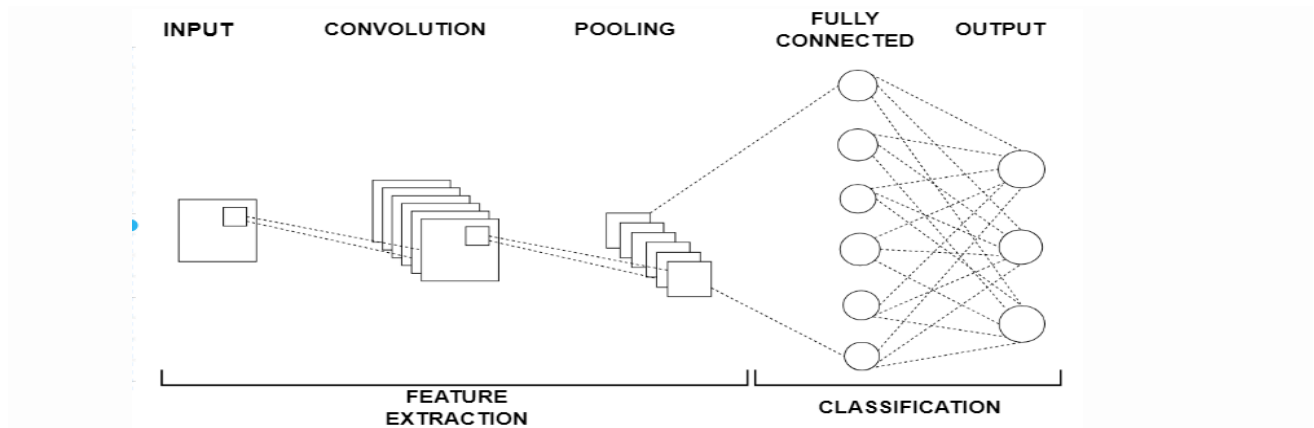 INPUT
CONVOLUTION
POOLING
FULLY
CONNECTED
OUTPUT
FEATURE
EXTRACTION
CLASSIFICATION